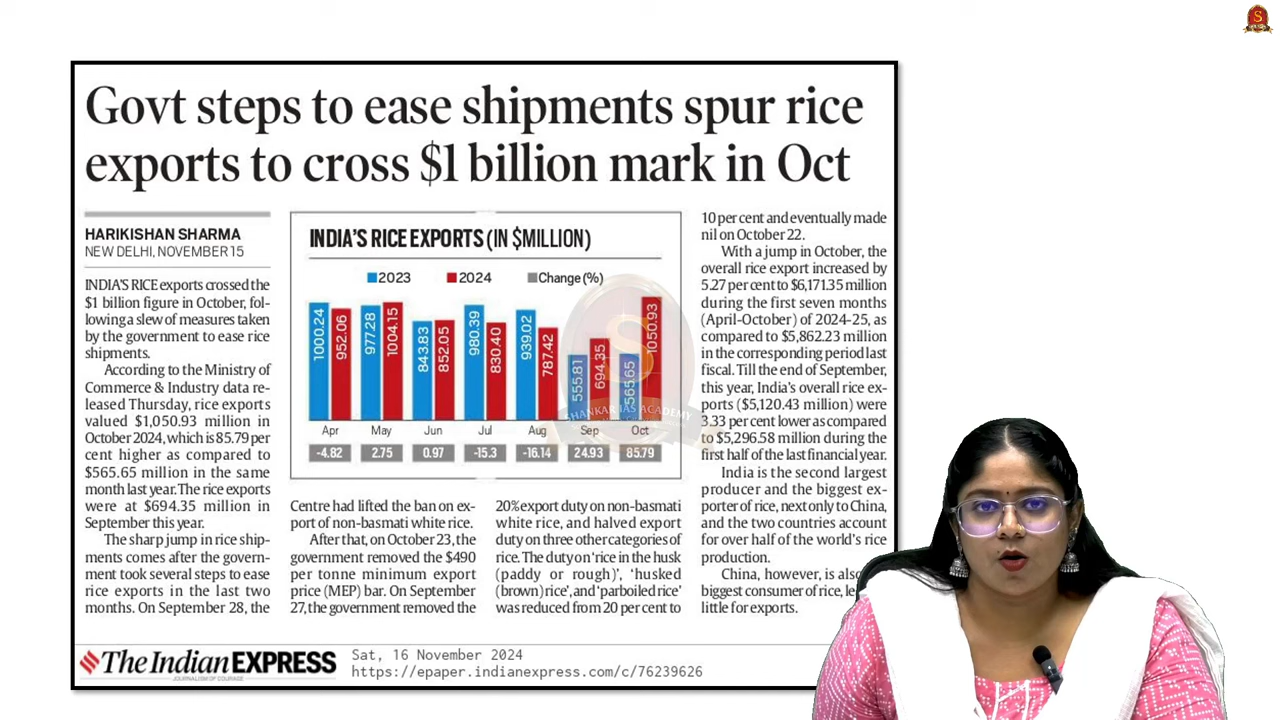 Govt steps to ease shipments spur rice
exports to cross $1 billion mark in Oct
HARIKISHAN SHARMA
NEW DELHI, NOVEMBER 15
INDIA'S RICE exports crossed the
$1 billion figure in October, fol-
lowing a slew of measures taken
by the government to ease rice
shipments.
According to the Ministry of
Commerce & Industry data re-
leased Thursday, rice exports
valued $1,050.93 million in
October 2024, which is 85.79 per
cent higher as compared to
$565.65 million in the same
month last year. The rice exports
were at $694.35 million in
September this year.
The sharp jump in rice ship-
ments comes after the govern-
ment took several steps to ease
rice exports in the last two
months. On September 28, the
INDIA'S RICE EXPORTS (IN $MILLION)
2023 2024 Change (%)
1000.24 952.06 977.28 1004.15 843.83 852.05 980.39 830.40 939.02 787.42 555.81 694.35 565.65 1050.93
Apr May Jun Jul Aug Sep Oct
-4.82 2.75 0.97 -15.3 -16.14 24.93 85.79
SHANKAR IAS ACADEMY
Centre had lifted the ban on ex-
port of non-basmati white rice.
After that, on October 23, the
government removed the $490
per tonne minimum export
price (MEP) bar. On September
27, the government removed the
20% export duty on non-basmati
white rice, and halved export
duty on three other categories of
rice. The duty on 'rice in the husk
(paddy or rough)', 'husked
(brown) rice', and 'parboiled rice'
was reduced from 20 per cent to
10 per cent and eventually made
nil on October 22.
With a jump in October, the
overall rice export increased by
5.27 per cent to $6,171.35 million
during the first seven months
(April-October) of 2024-25, as
compared to $5,862.23 million
in the corresponding period last
fiscal. Till the end of September,
this year, India's overall rice ex-
ports ($5,120.43 million) were
3.33 per cent lower as compared
to $5,296.58 million during the
first half of the last financial year.
India is the second largest
producer and the biggest ex-
porter of rice, next only to China,
and the two countries account
for over half of the world's rice
production.
China, however, is also
biggest consumer of rice,
little for exports.
The Indian EXPRESS
JOURNALISM OF COURAGE
Sat, 16 November 2024
https://epaper.indianexpress.com/c/76239626